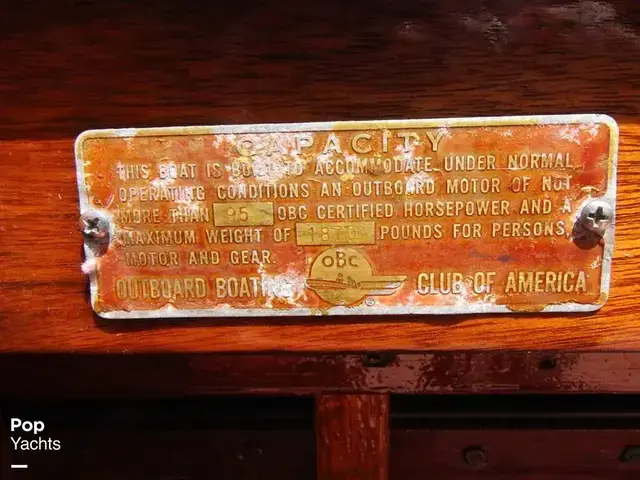 CAPACITY
THIS BOAT IS BUILT TO ACCOMMODATE UNDER NORMAL
OPERATING CONDITIONS AN OUTBOARD MOTOR OF NOT
MORE THAN 95 OBC CERTIFIED HORSEPOWER AND A
MAXIMUM WEIGHT OF POUNDS FOR PERSONS,
MOTOR AND GEAR.
OBC
OUTBOARD BOATING CLUB OF AMERICA
®
Pop
Yachts